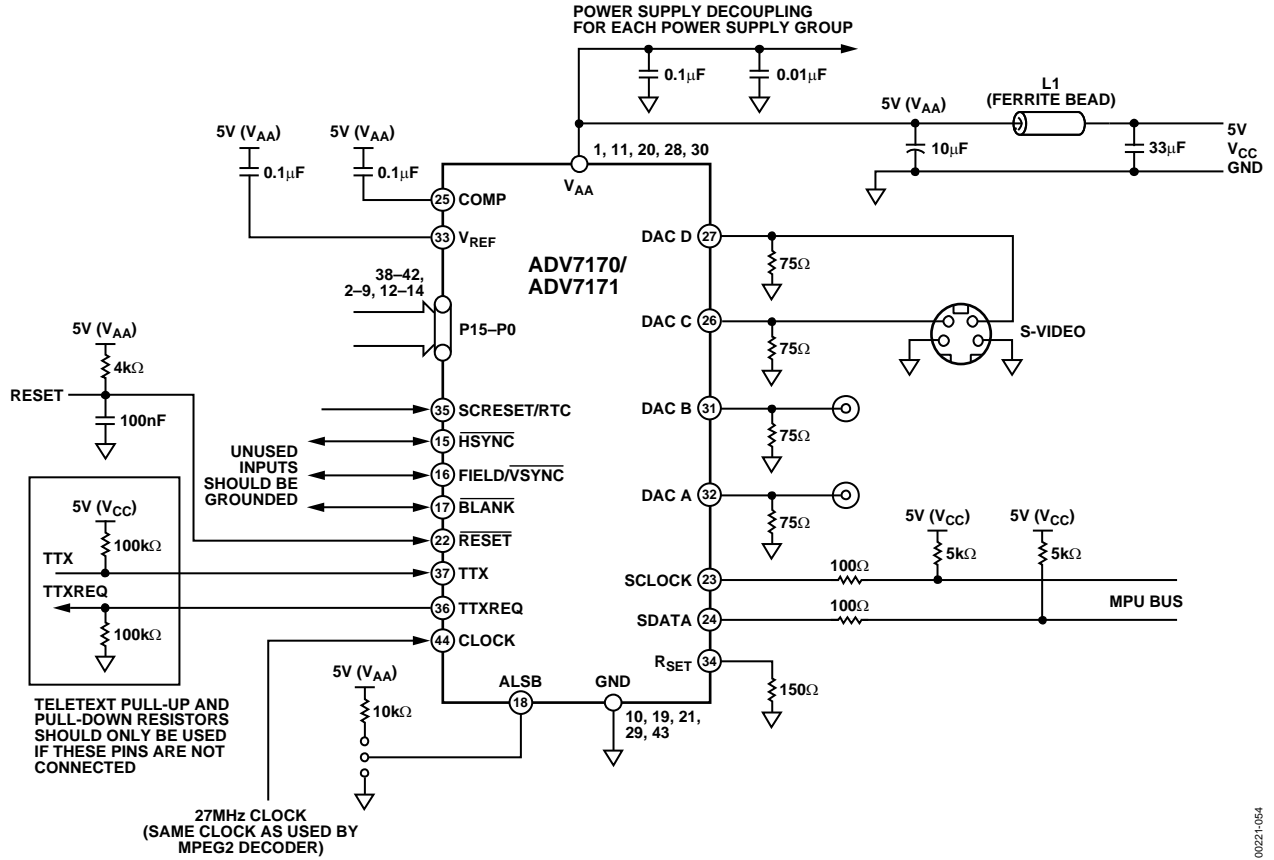 POWER SUPPLY DECOUPLING
FOR EACH POWER SUPPLY GROUP
0.1μF
0.01μF
L1
(FERRITE BEAD)
5V (VAA)
5V
VCC
GND
10μF
33μF
5V (VAA)
0.1μF
5V (VAA)
0.1μF
1, 11, 20, 28, 30
VAA
25 COMP
33 VREF
ADV7170/
ADV7171
38–42,
2–9, 12–14
P15–P0
DAC D 27
75Ω
DAC C 26
75Ω
S-VIDEO
DAC B 31
75Ω
DAC A 32
75Ω
5V (VAA)
4kΩ
RESET
100nF
35 SCRESET/RTC
15 HSYNC
16 FIELD/VSYNC
17 BLANK
22 RESET
37 TTX
36 TTXREQ
44 CLOCK
UNUSED
INPUTS
SHOULD BE
GROUNDED
5V (VCC)
100kΩ
TTX
TTXREQ
100kΩ
TELETEXT PULL-UP AND
PULL-DOWN RESISTORS
SHOULD ONLY BE USED
IF THESE PINS ARE NOT
CONNECTED
5V (VCC)
5kΩ
5V (VCC)
5kΩ
SCLOCK 23
100Ω
SDATA 24
100Ω
MPU BUS
RSET 34
150Ω
5V (VAA)
10kΩ
ALSB
18
GND
10, 19, 21,
29, 43
27MHz CLOCK
(SAME CLOCK AS USED BY
MPEG2 DECODER)
00221-054